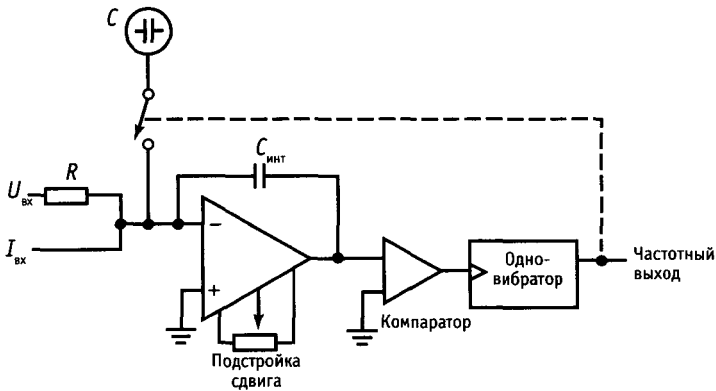 C
C инт
R
U вх
I вх
−
+
Одно-
вибратор
Частотный
выход
Компаратор
Подстройка
сдвига